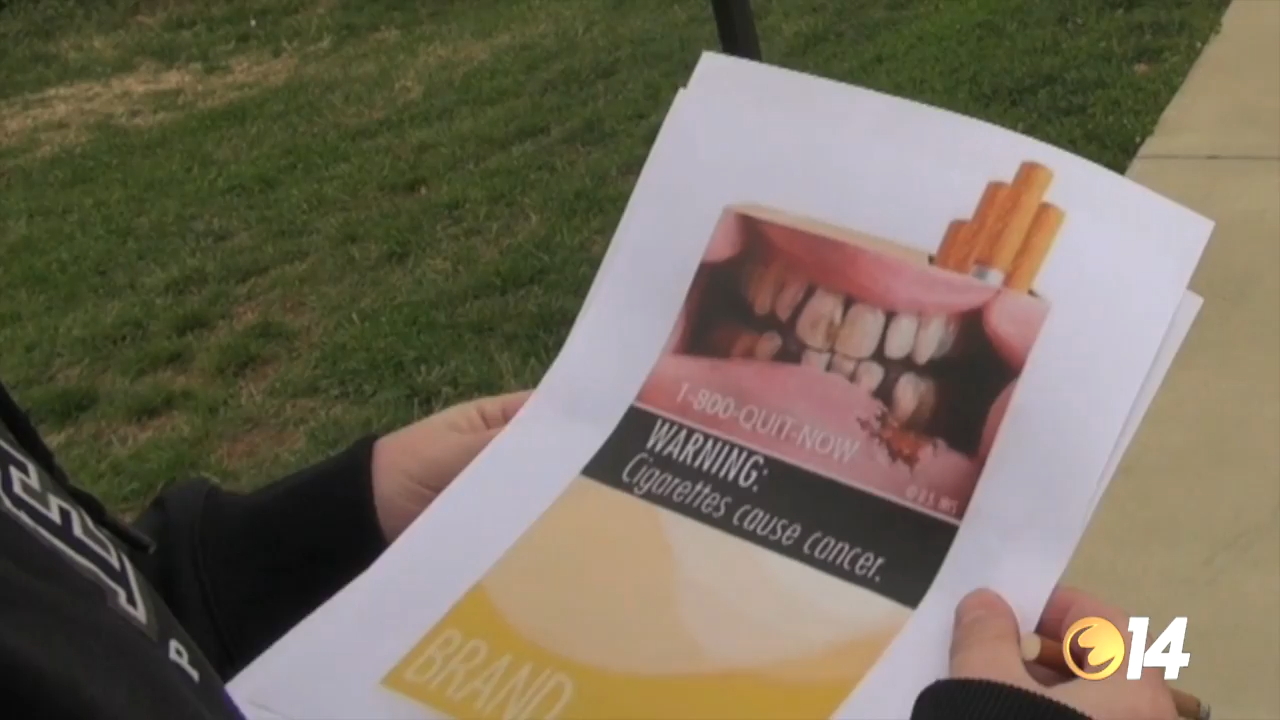 1-800-QUIT-NOW
WARNING:
Cigarettes cause cancer.
BRAND
P
14